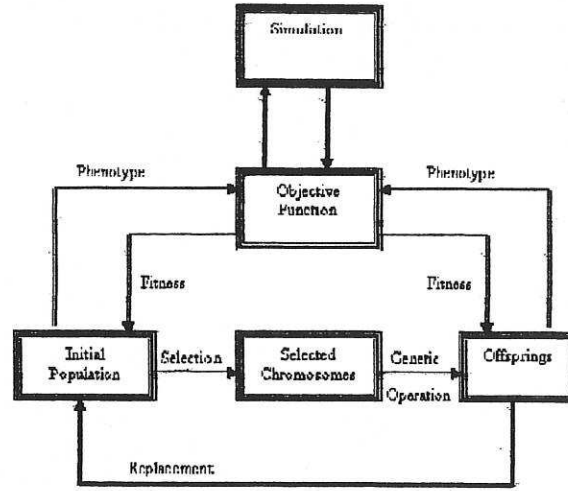 Simulation
Phenotype
Phenotype
Objective
Function
Fitness
Fitness
Initial
Population
Selection
Selected
Chromosomes
Genetic
Operation
Offsprings
Replacement